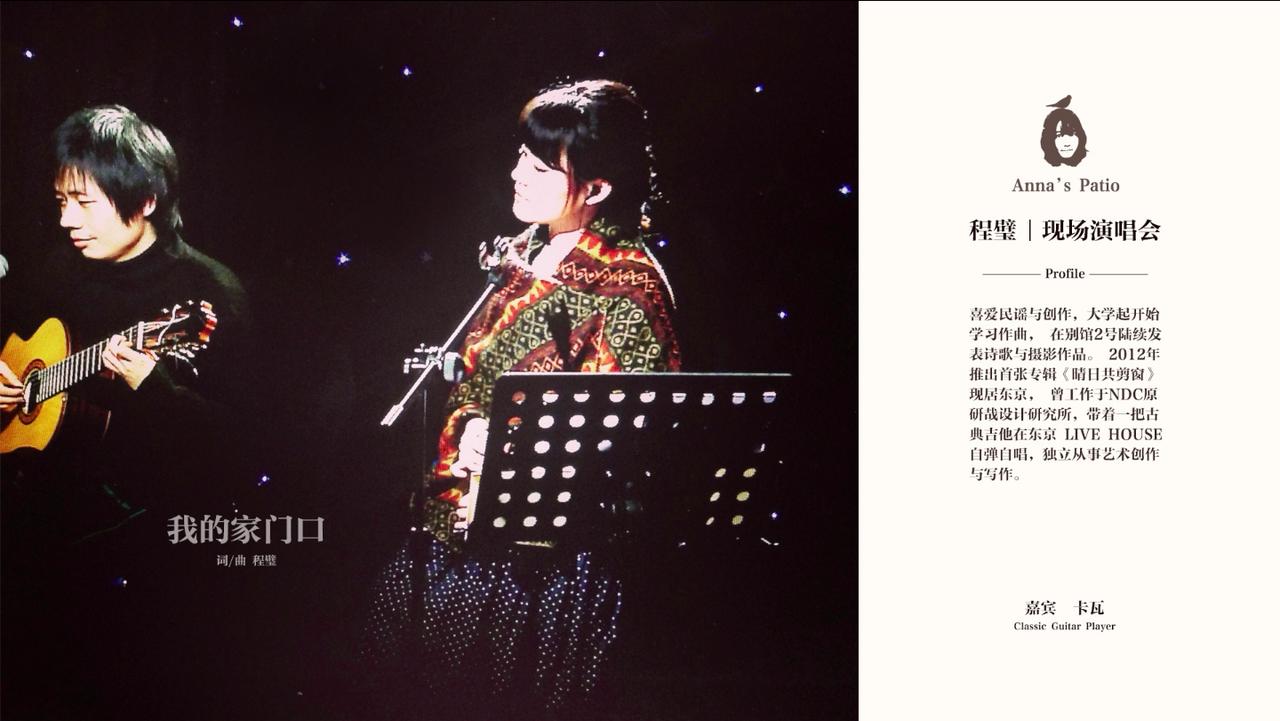 我的家门口
词/曲 程璧
Anna's Patio
程璧｜现场演唱会
Profile
喜爱民谣与创作，大学起开始
学习作曲， 在别馆2号陆续发
表诗歌与摄影作品。 2012年
推出首张专辑《晴日共剪窗》
现居东京， 曾工作于NDC原
研哉设计研究所，带着一把古
典吉他在东京 LIVE HOUSE
自弹自唱，独立从事艺术创作
与写作。
嘉宾 卡瓦
Classic Guitar Player